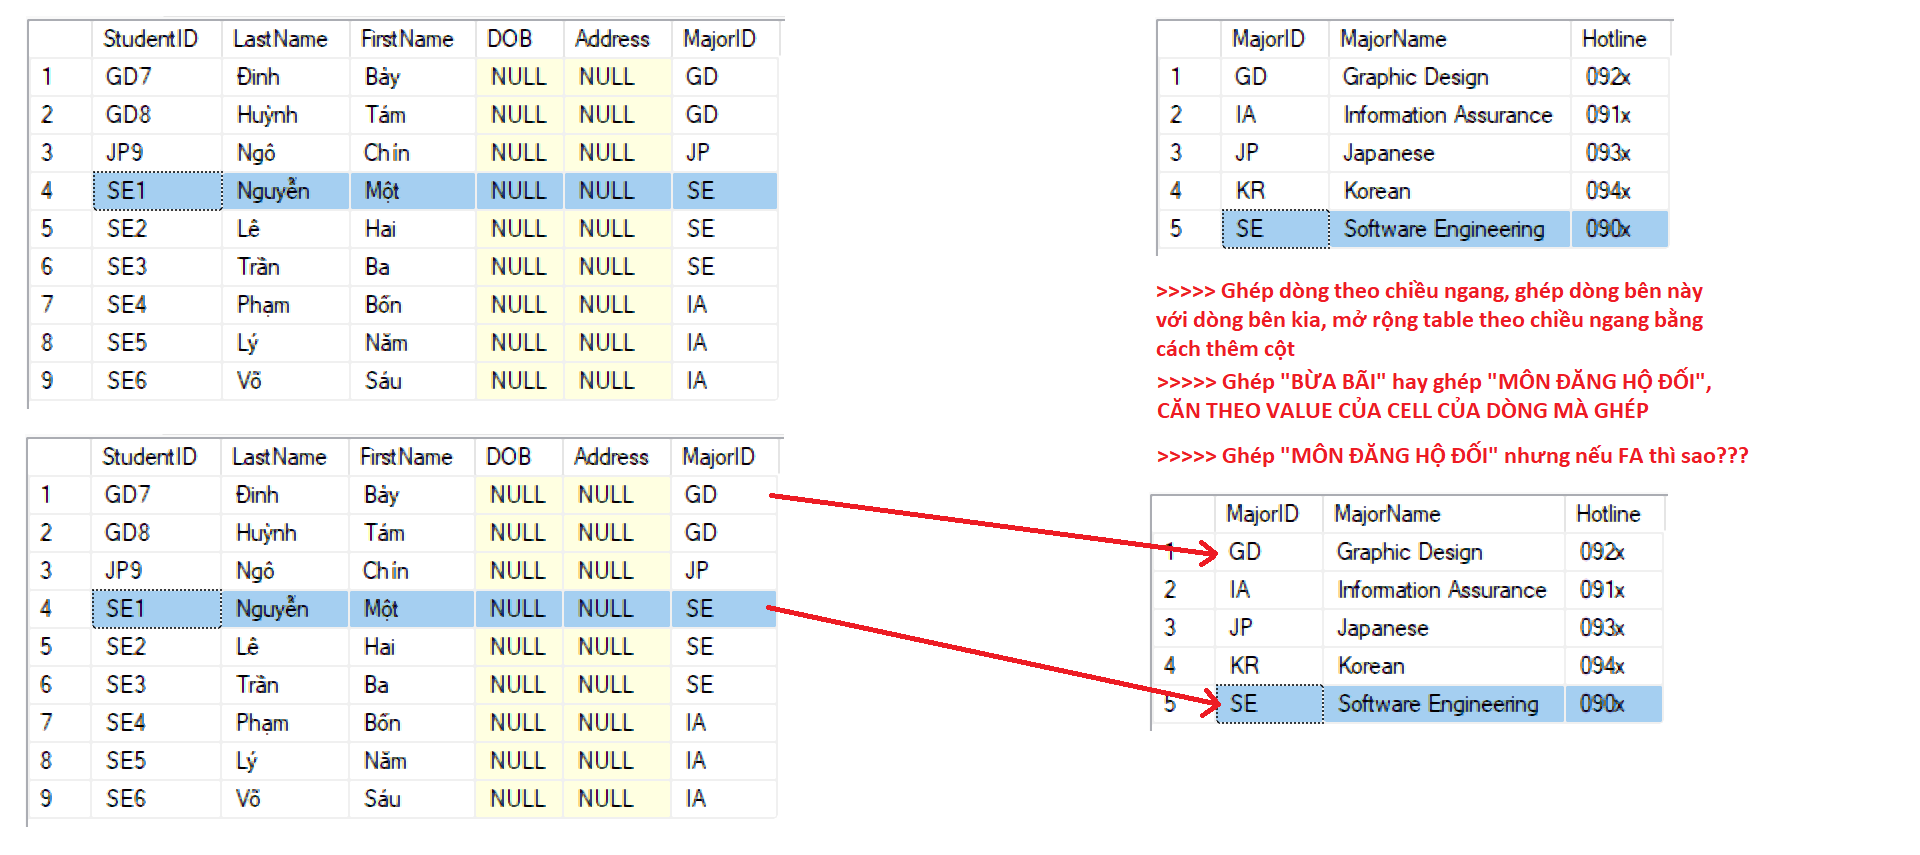 StudentID LastName FirstName DOB Address MajorID
1 GD7 Đinh Bảy NULL NULL GD
2 GD8 Huỳnh Tám NULL NULL GD
3 JP9 Ngô Chín NULL NULL JP
4 SE1 Nguyễn Một NULL NULL SE
5 SE2 Lê Hai NULL NULL SE
6 SE3 Trần Ba NULL NULL SE
7 SE4 Phạm Bốn NULL NULL IA
8 SE5 Lý Năm NULL NULL IA
9 SE6 Võ Sáu NULL NULL IA
MajorID MajorName Hotline
1 GD Graphic Design 092x
2 IA Information Assurance 091x
3 JP Japanese 093x
4 KR Korean 094x
5 SE Software Engineering 090x
>>>>> Ghép dòng theo chiều ngang, ghép dòng bên này
với dòng bên kia, mở rộng table theo chiều ngang bằng
cách thêm cột
>>>>> Ghép "BỪA BÃI" hay ghép "MÔN ĐĂNG HỘ ĐỐI",
CĂN THEO VALUE CỦA CELL CỦA DÒNG MÀ GHÉP
>>>>> Ghép "MÔN ĐĂNG HỘ ĐỐI" nhưng nếu FA thì sao???
StudentID LastName FirstName DOB Address MajorID
1 GD7 Đinh Bảy NULL NULL GD
2 GD8 Huỳnh Tám NULL NULL GD
3 JP9 Ngô Chín NULL NULL JP
4 SE1 Nguyễn Một NULL NULL SE
5 SE2 Lê Hai NULL NULL SE
6 SE3 Trần Ba NULL NULL SE
7 SE4 Phạm Bốn NULL NULL IA
8 SE5 Lý Năm NULL NULL IA
9 SE6 Võ Sáu NULL NULL IA
MajorID MajorName Hotline
1 GD Graphic Design 092x
2 IA Information Assurance 091x
3 JP Japanese 093x
4 KR Korean 094x
5 SE Software Engineering 090x